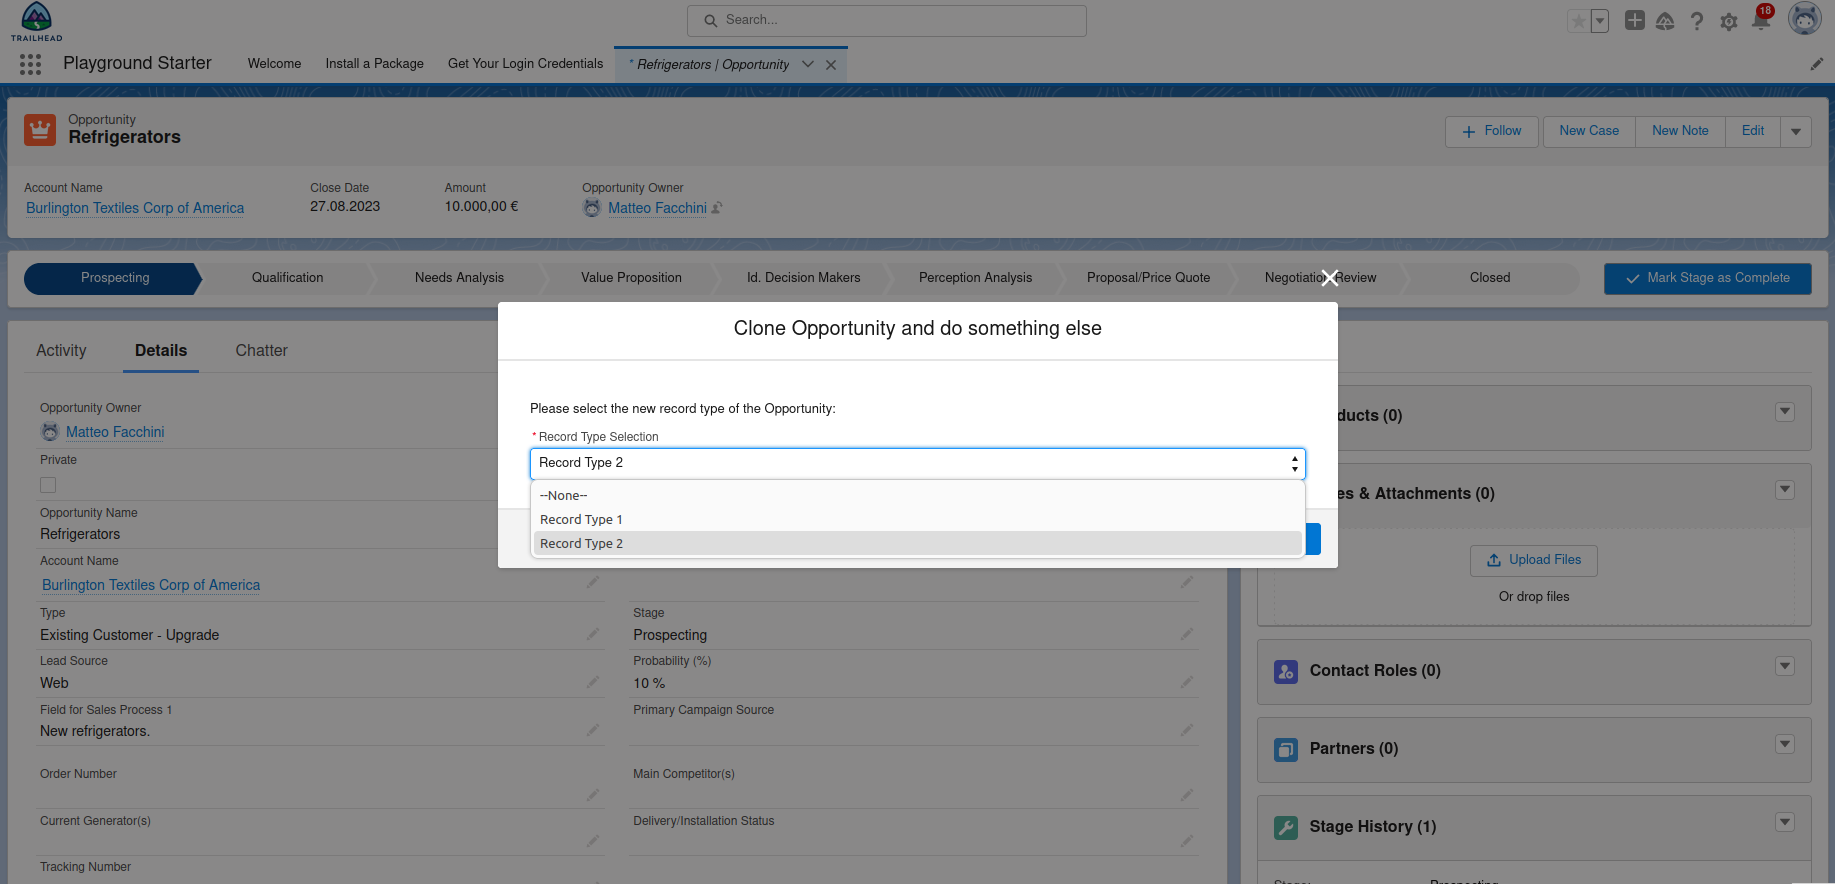 TRAILHEAD
Search...
18
Playground Starter
Welcome
Install a Package
Get Your Login Credentials
* Refrigerators | Opportunity
Opportunity
Refrigerators
Follow
New Case
New Note
Edit
Account Name
Burlington Textiles Corp of America
Close Date
27.08.2023
Amount
10.000,00 €
Opportunity Owner
Matteo Facchini
Prospecting
Qualification
Needs Analysis
Value Proposition
Id. Decision Makers
Perception Analysis
Proposal/Price Quote
Negotiation/Review
Closed
Mark Stage as Complete
Clone Opportunity and do something else
Please select the new record type of the Opportunity:
* Record Type Selection
Record Type 2
--None--
Record Type 1
Record Type 2
Activity
Details
Chatter
Opportunity Owner
Matteo Facchini
Private
Opportunity Name
Refrigerators
Account Name
Burlington Textiles Corp of America
Type
Existing Customer - Upgrade
Stage
Prospecting
Lead Source
Web
Probability (%)
10 %
Field for Sales Process 1
New refrigerators.
Primary Campaign Source
Order Number
Main Competitor(s)
Current Generator(s)
Delivery/Installation Status
Tracking Number
ducts (0)
es & Attachments (0)
Upload Files
Or drop files
Contact Roles (0)
Partners (0)
Stage History (1)
Stage:
Prospecting